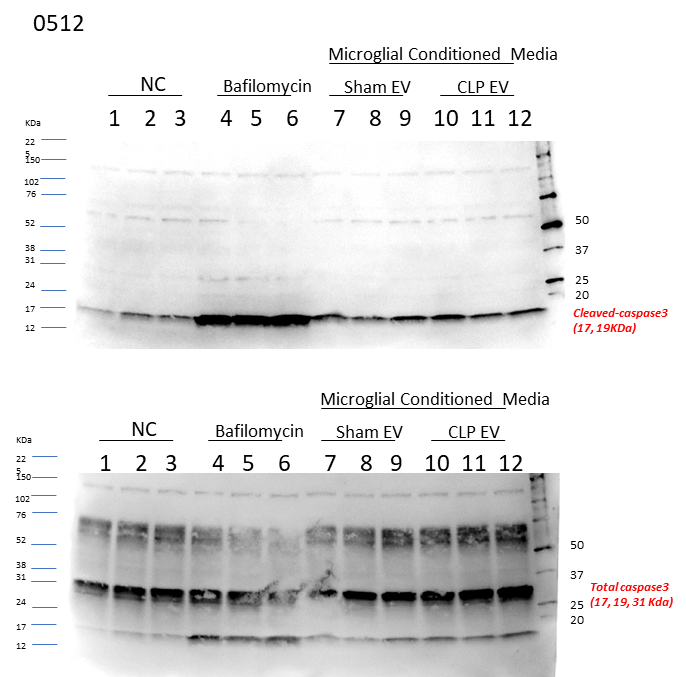 0512
Microglial Conditioned Media
NC Bafilomycin Sham EV CLP EV
1 2 3 4 5 6 7 8 9 10 11 12
KDa
22
5
150
102
76
52
38
31
24
17
12
50
37
25
20
Cleaved-caspase3
(17, 19KDa)
Microglial Conditioned Media
NC Bafilomycin Sham EV CLP EV
1 2 3 4 5 6 7 8 9 10 11 12
KDa
22
5
150
102
76
52
38
31
24
17
12
50
37
25
20
Total caspase3
(17, 19, 31 Kda)